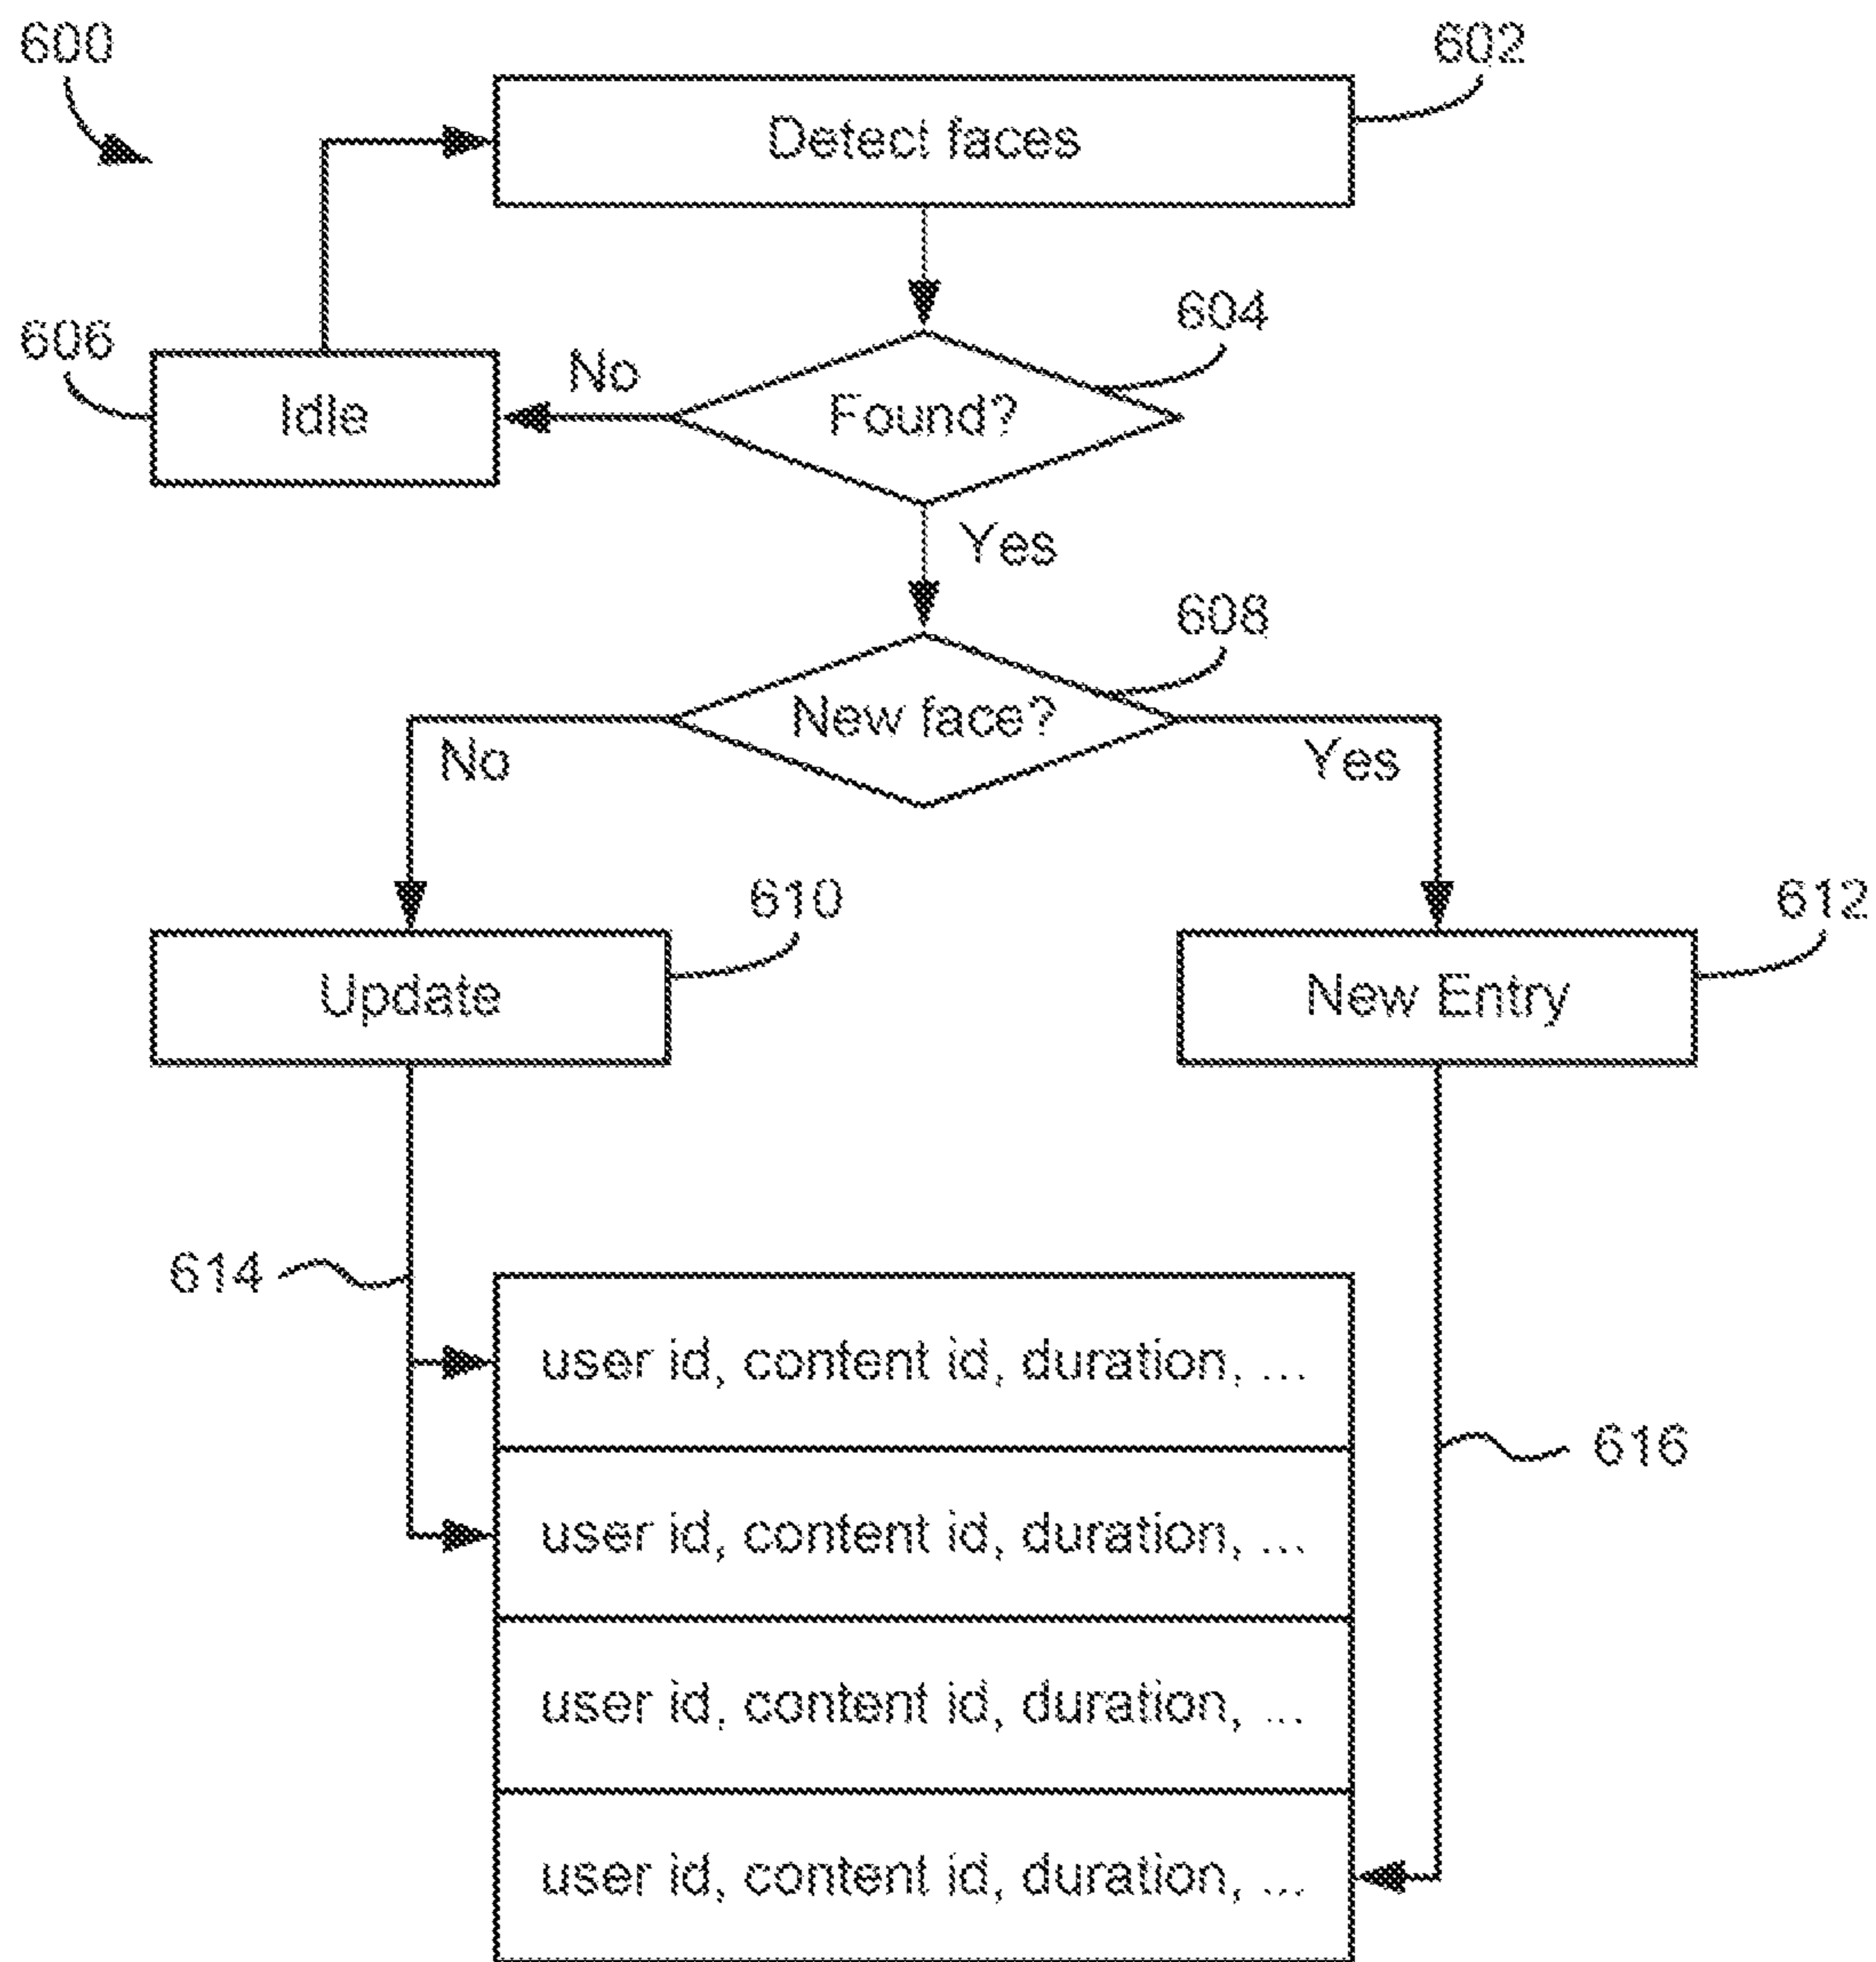 600
602
Detect faces
604
606
No
Idle
Found?
Yes
608
New face?
No
Yes
610
612
Update
New Entry
614
user id, content id, duration, ...
616
user id, content id, duration, ...
user id, content id, duration, ...
user id, content id, duration, ...